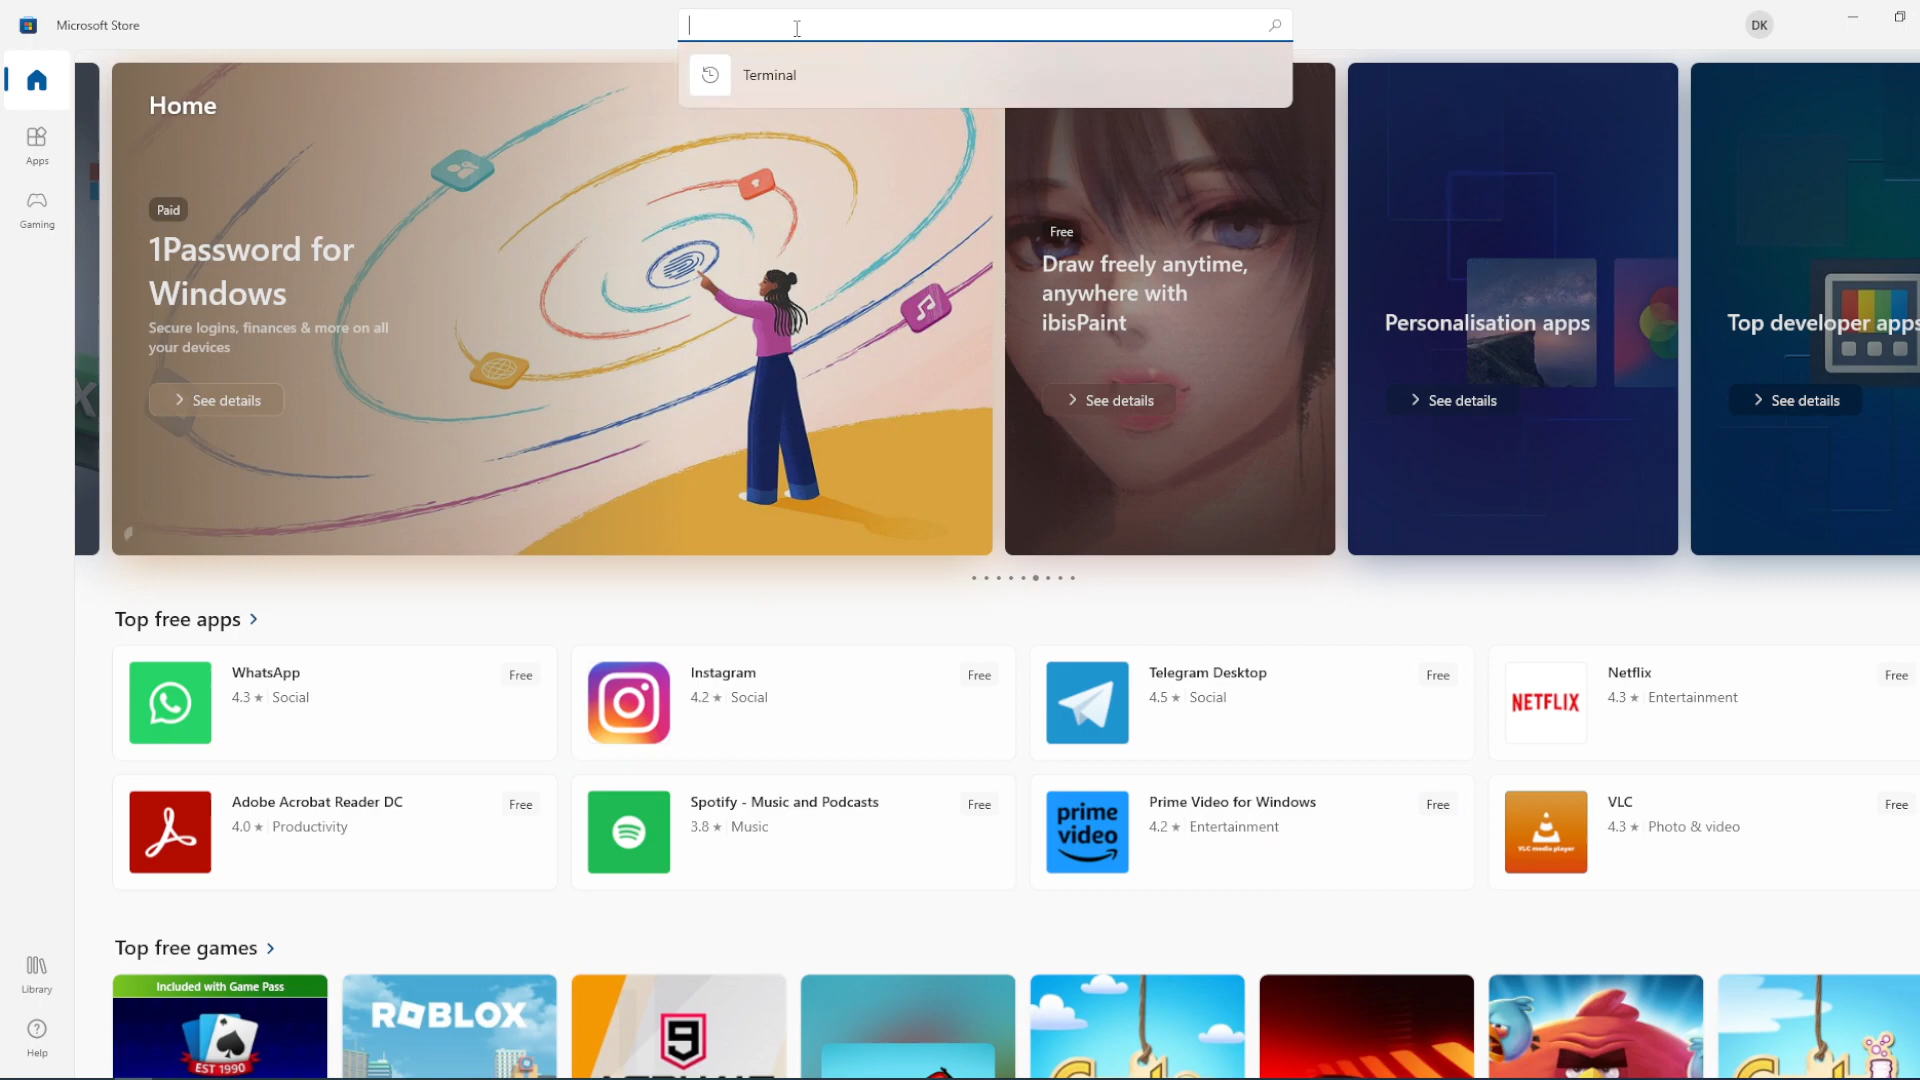 Microsoft Store
DK
Terminal
Home
Apps
Gaming
Paid
1Password for
Windows
Secure logins, finances & more on all
your devices
See details
Free
Draw freely anytime,
anywhere with
ibisPaint
See details
Personalisation apps
See details
Top developer apps
See details
Top free apps
WhatsApp
Free
4.3 ★ Social
Instagram
Free
4.2 ★ Social
Telegram Desktop
Free
4.5 ★ Social
NETFLIX
Netflix
Free
4.3 ★ Entertainment
Adobe Acrobat Reader DC
Free
4.0 ★ Productivity
Spotify - Music and Podcasts
Free
3.8 ★ Music
prime
video
Prime Video for Windows
Free
4.2 ★ Entertainment
VLC media player
VLC
Free
4.3 ★ Photo & video
Top free games
Included with Game Pass
EST 1990
ROBLOX
9
Library
Help